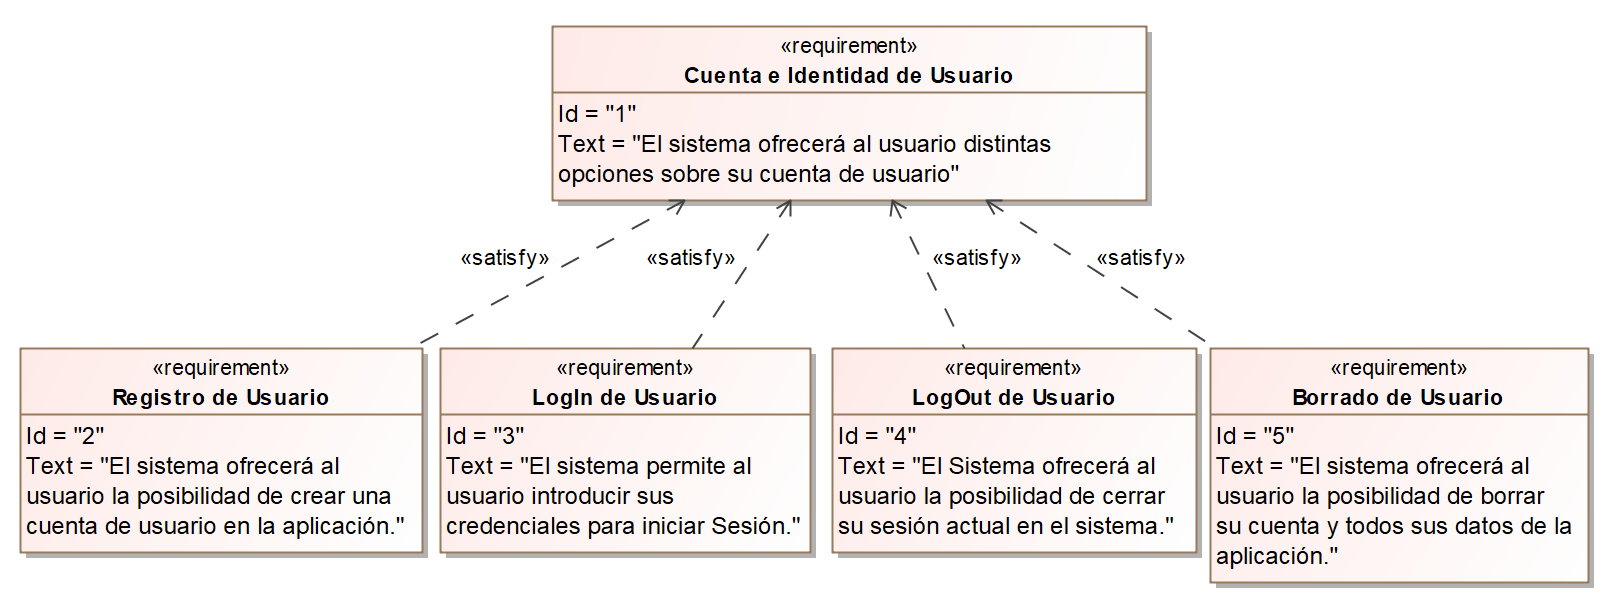 «requirement»
Cuenta e Identidad de Usuario
Id = "1"
Text = "El sistema ofrecerá al usuario distintas
opciones sobre su cuenta de usuario"
«satisfy»
«satisfy»
«satisfy»
«satisfy»
«requirement»
Registro de Usuario
Id = "2"
Text = "El sistema ofrecerá al
usuario la posibilidad de crear una
cuenta de usuario en la aplicación."
«requirement»
LogIn de Usuario
Id = "3"
Text = "El sistema permite al
usuario introducir sus
credenciales para iniciar Sesión."
«requirement»
LogOut de Usuario
Id = "4"
Text = "El Sistema ofrecerá al
usuario la posibilidad de cerrar
su sesión actual en el sistema."
«requirement»
Borrado de Usuario
Id = "5"
Text = "El sistema ofrecerá al
usuario la posibilidad de borrar
su cuenta y todos sus datos de la
aplicación."